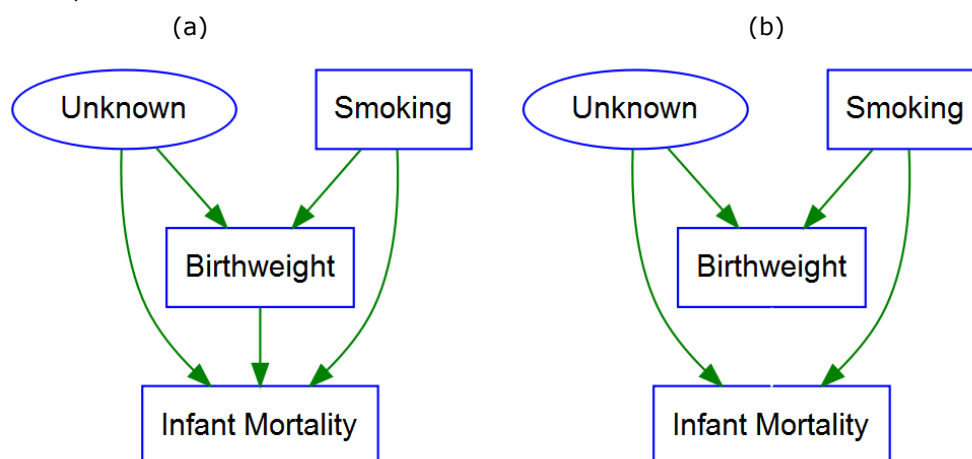 (a)
(b)
Unknown
Smoking
Unknown
Smoking
Birthweight
Birthweight
Infant Mortality
Infant Mortality